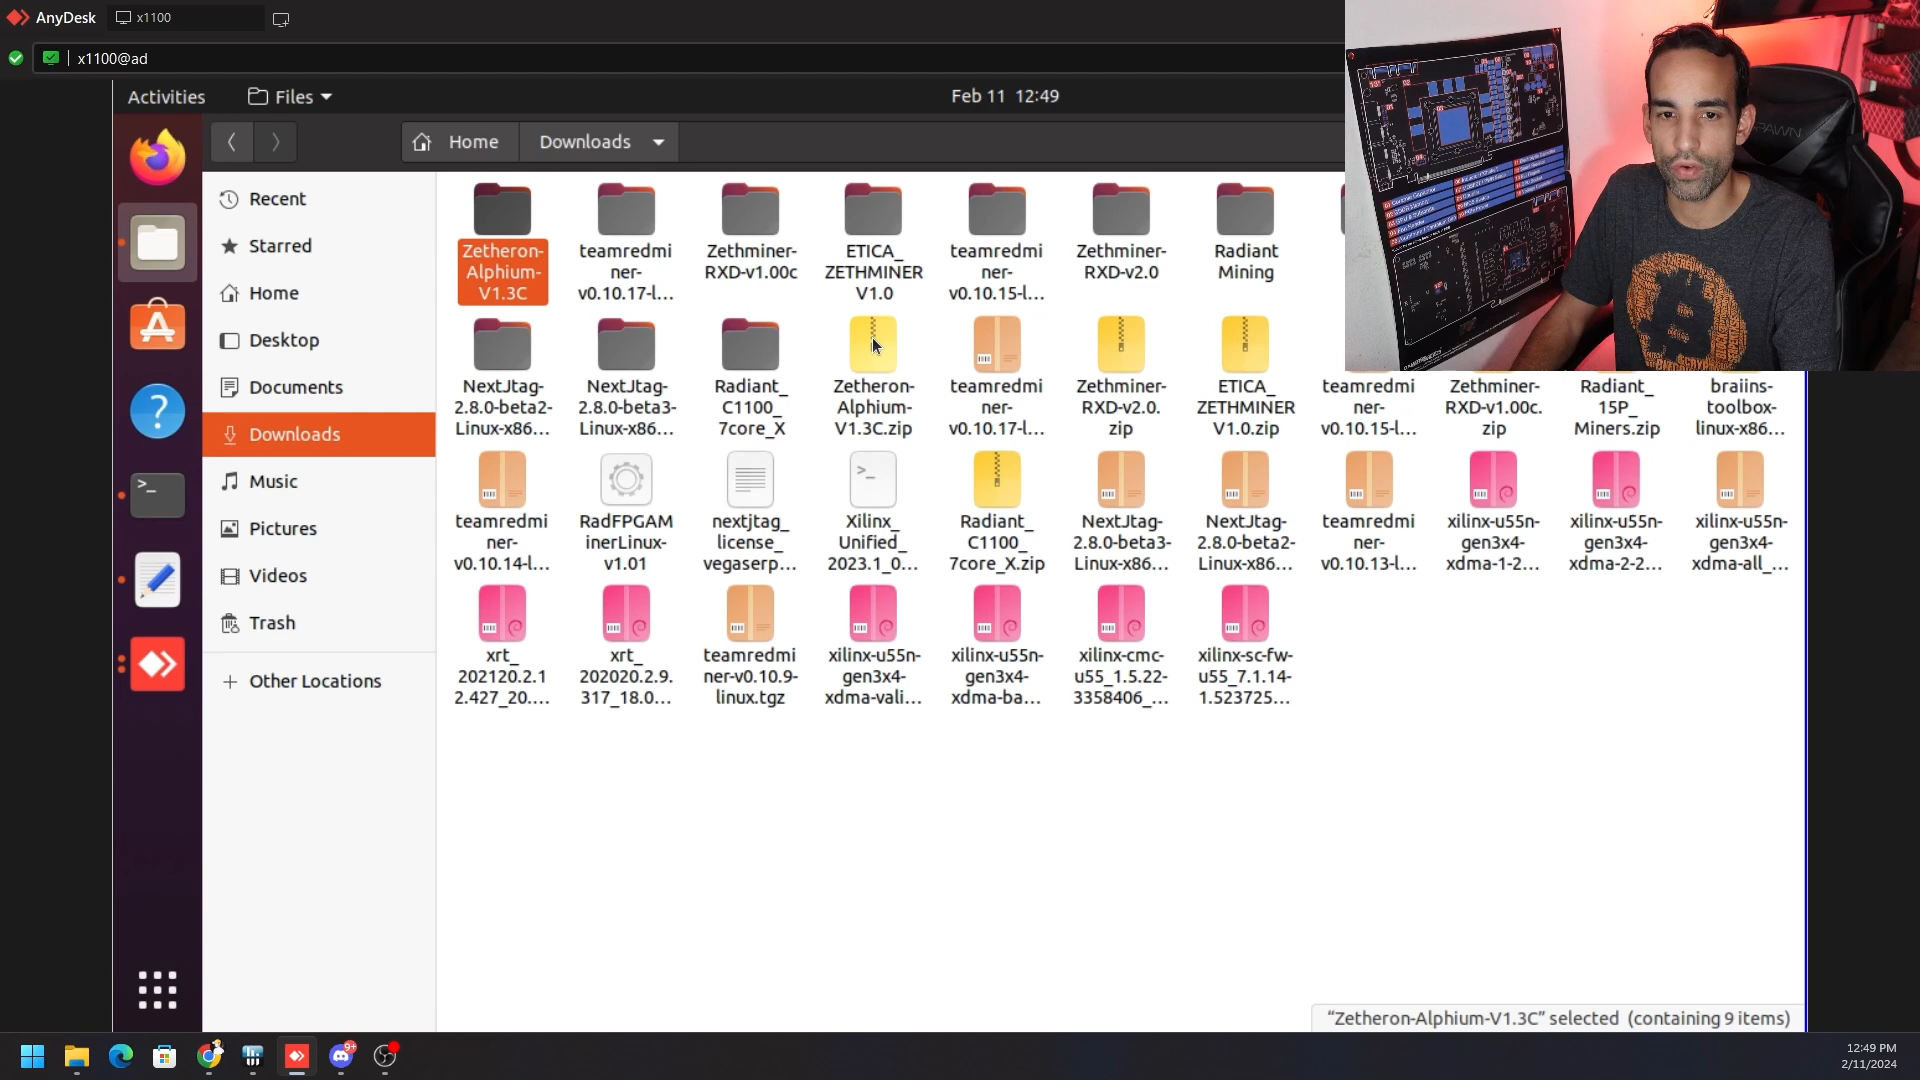 AnyDesk
x1100
x1100@ad
Activities
Files
Feb 11 12:49
Home
Downloads
Recent
Starred
Home
Desktop
Documents
Downloads
Music
Pictures
Videos
Trash
+ Other Locations
Zetheron-
Alphium-
V1.3C
teamredmi
ner-
v0.10.17-l...
Zethminer-
RXD-v1.00c
ETICA_
ZETHMINER
V1.0
teamredmi
ner-
v0.10.15-l...
Zethminer-
RXD-v2.0
Radiant
Mining
NextJtag-
2.8.0-beta2-
Linux-x86...
NextJtag-
2.8.0-beta3-
Linux-x86...
Radiant_
C1100_
7core_X
Zetheron-
Alphium-
V1.3C.zip
teamredmi
ner-
v0.10.17-l...
Zethminer-
RXD-v2.0.
zip
ETICA_
ZETHMINER
V1.0.zip
teamredmi
ner-
v0.10.15-l...
Zethminer-
RXD-v1.00c.
zip
Radiant_
15P_
Miners.zip
braiins-
toolbox-
linux-x86...
teamredmi
ner-
v0.10.14-l...
RadFPGAM
inerLinux-
v1.01
nextjtag_
license_
vegaserp...
Xilinx_
Unified_
2023.1_0...
Radiant_
C1100_
7core_X.zip
NextJtag-
2.8.0-beta3-
Linux-x86...
NextJtag-
2.8.0-beta2-
Linux-x86...
teamredmi
ner-
v0.10.13-l...
xilinx-u55n-
gen3x4-
xdma-1-2...
xilinx-u55n-
gen3x4-
xdma-2-2...
xilinx-u55n-
gen3x4-
xdma-all_...
xrt_
202120.2.1
2.427_20....
xrt_
202020.2.9.
317_18.0...
teamredmi
ner-v0.10.9-
linux.tgz
xilinx-u55n-
gen3x4-
xdma-vali...
xilinx-u55n-
gen3x4-
xdma-ba...
xilinx-cmc-
u55_1.5.22-
3358406_...
xilinx-sc-fw-
u55_7.1.14-
1.523725...
“Zetheron-Alphium-V1.3C” selected (containing 9 items)
9+
12:49 PM
2/11/2024